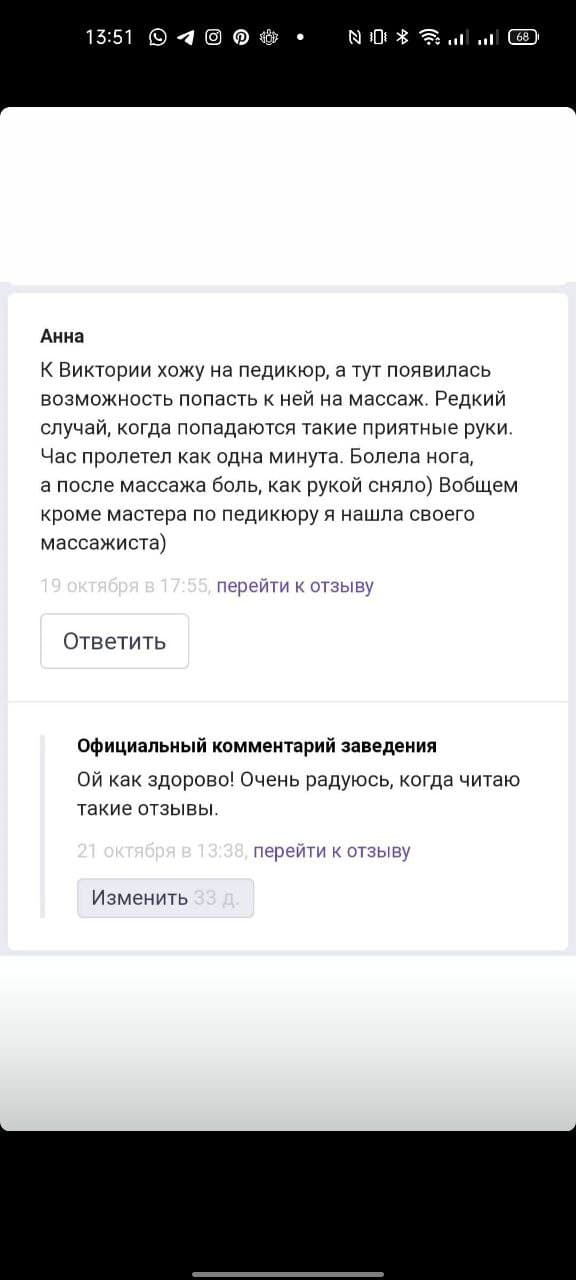 13:51
68
Анна
К Виктории хожу на педикюр, а тут появилась
возможность попасть к ней на массаж. Редкий
случай, когда попадаются такие приятные руки.
Час пролетел как одна минута. Болела нога,
а после массажа боль, как рукой сняло) Вобщем
кроме мастера по педикюру я нашла своего
массажиста)
19 октября в 17:55, перейти к отзыву
Ответить
Официальный комментарий заведения
Ой как здорово! Очень радуюсь, когда читаю
такие отзывы.
21 октября в 13:38, перейти к отзыву
Изменить 33 д.